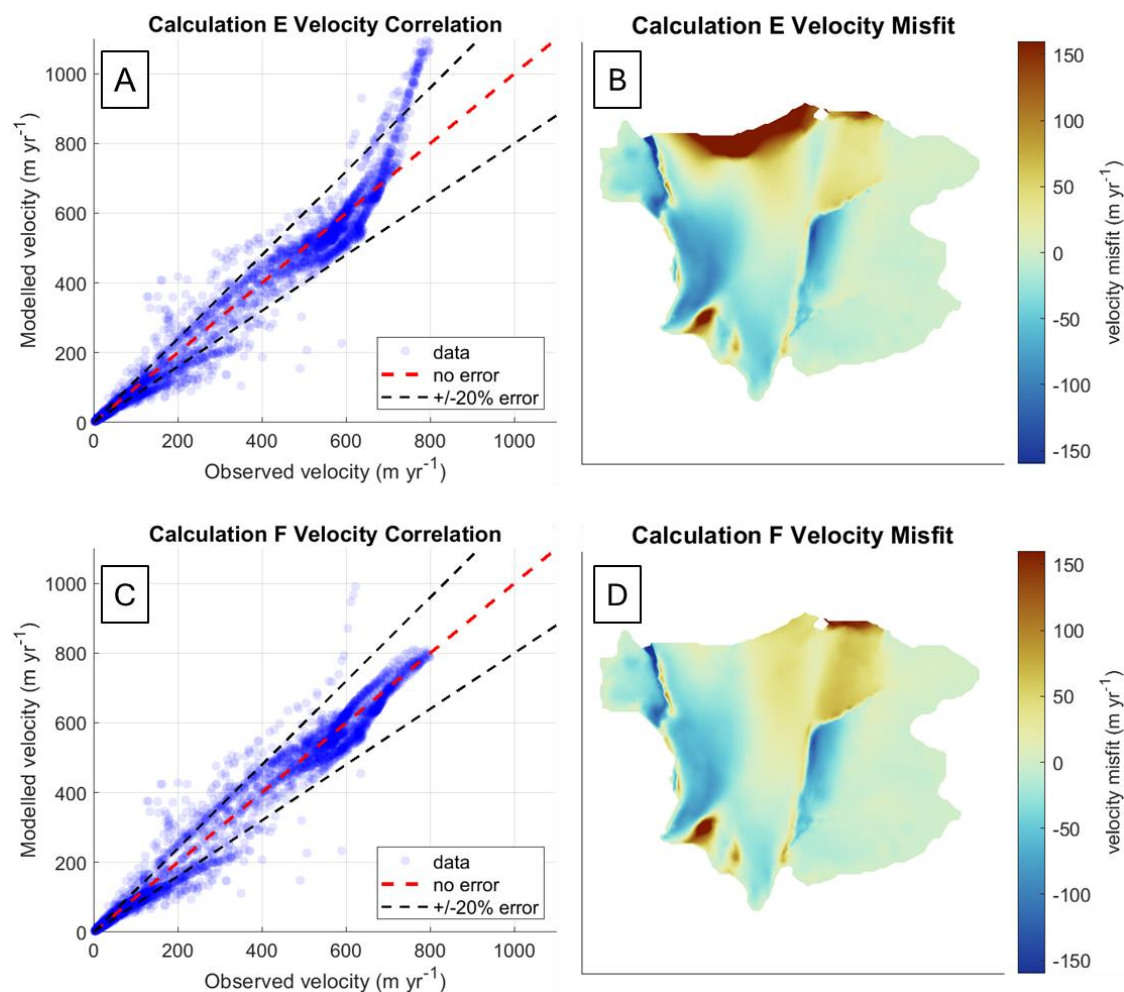 Calculation E Velocity Correlation
A
1000
800
600
400
200
0
0 200 400 600 800 1000
Modelled velocity (m yr⁻¹)
Observed velocity (m yr⁻¹)
data
no error
+/-20% error
Calculation E Velocity Misfit
B
150
100
50
0
-50
-100
-150
velocity misfit (m yr⁻¹)
Calculation F Velocity Correlation
C
1000
800
600
400
200
0
0 200 400 600 800 1000
Modelled velocity (m yr⁻¹)
Observed velocity (m yr⁻¹)
data
no error
+/-20% error
Calculation F Velocity Misfit
D
150
100
50
0
-50
-100
-150
velocity misfit (m yr⁻¹)